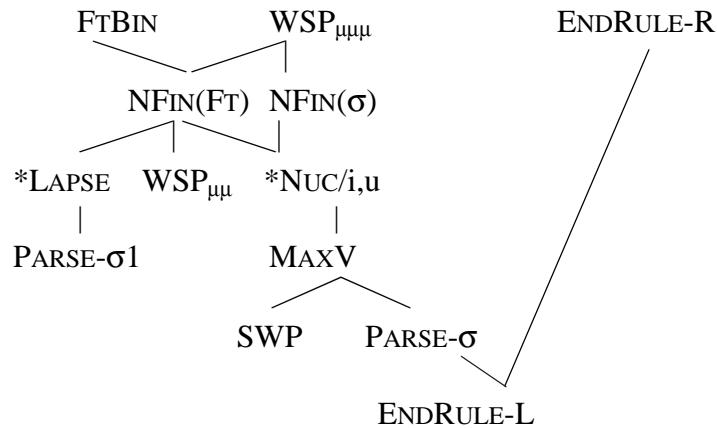 FTBIN WSPμμμ ENDRULE-R
NFIN(FT) NFIN(σ)
*LAPSE WSPμμ *NUC/i,u
PARSE-σ1 MAXV
SWP PARSE-σ
ENDRULE-L